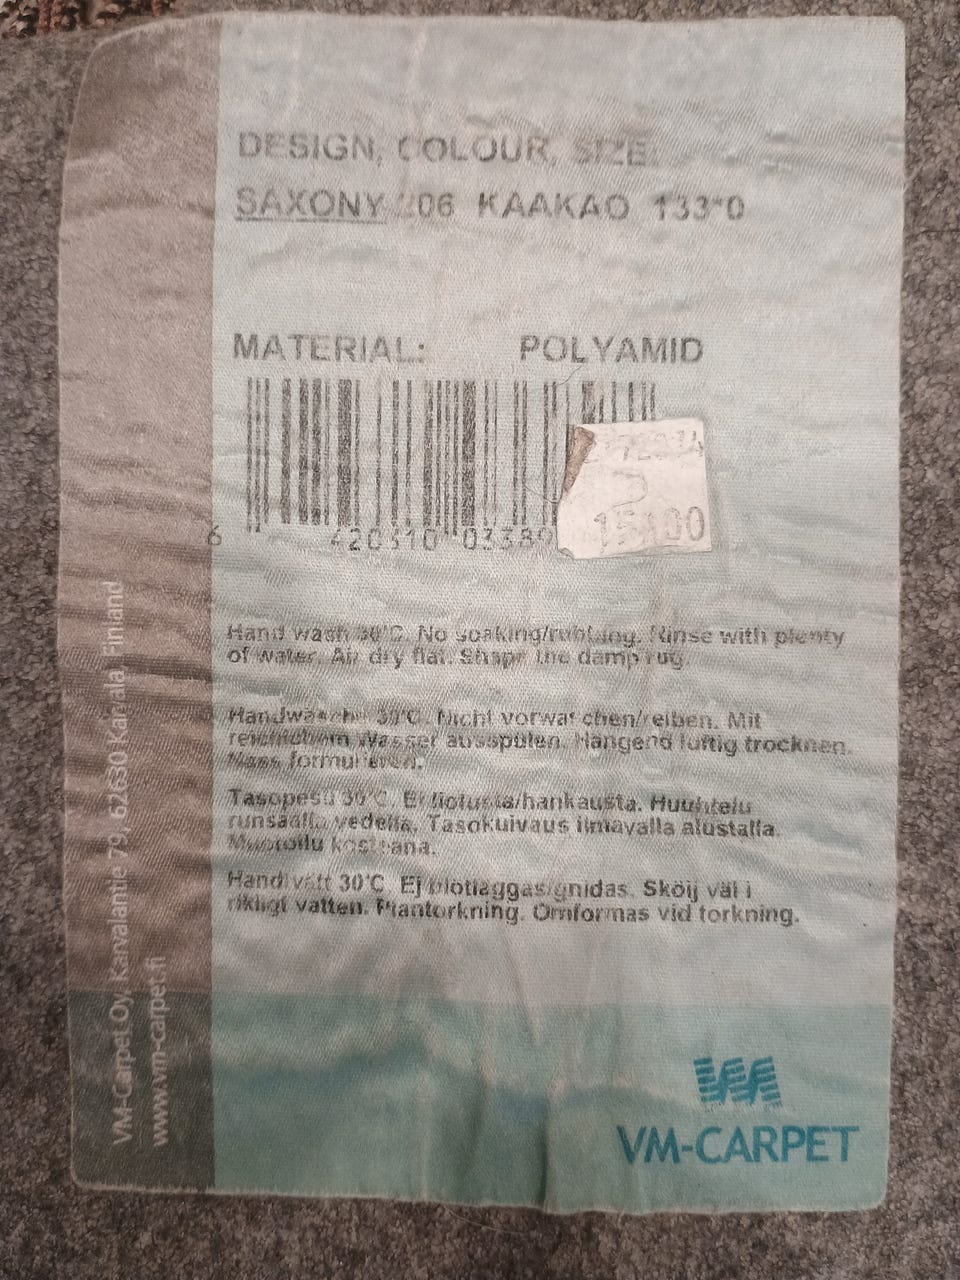 DESIGN, COLOUR, SIZE:
SAXONY 206 KAAKAO 133*0
MATERIAL: POLYAMID
6 420310 03389
15,00
Hand wash 30°C. No soaking/rubbing. Rinse with plenty
of water. Air dry flat. Shape the damp rug.
Handwäsche 30°C. Nicht reiben. Mit
reichlichem Wasser ausspülen. Hängend luftig trocknen.
Nass formulieren.
Tasopesu 30°C. Ei liotusta/hankausta. Huuhtelu
runsaalla vedellä. Tasokuivaus ilmavalla alustalla.
Muotoilu kosteana.
Handtvätt 30°C. Ej blötläggas/gnidas. Skölj väl i
rikligt vatten. Plantorkning. Omformas vid torkning.
VM-Carpet Oy, Karvalantie 79, 62630 Karvala Finland
www.vm-carpet.fi
VM-CARPET